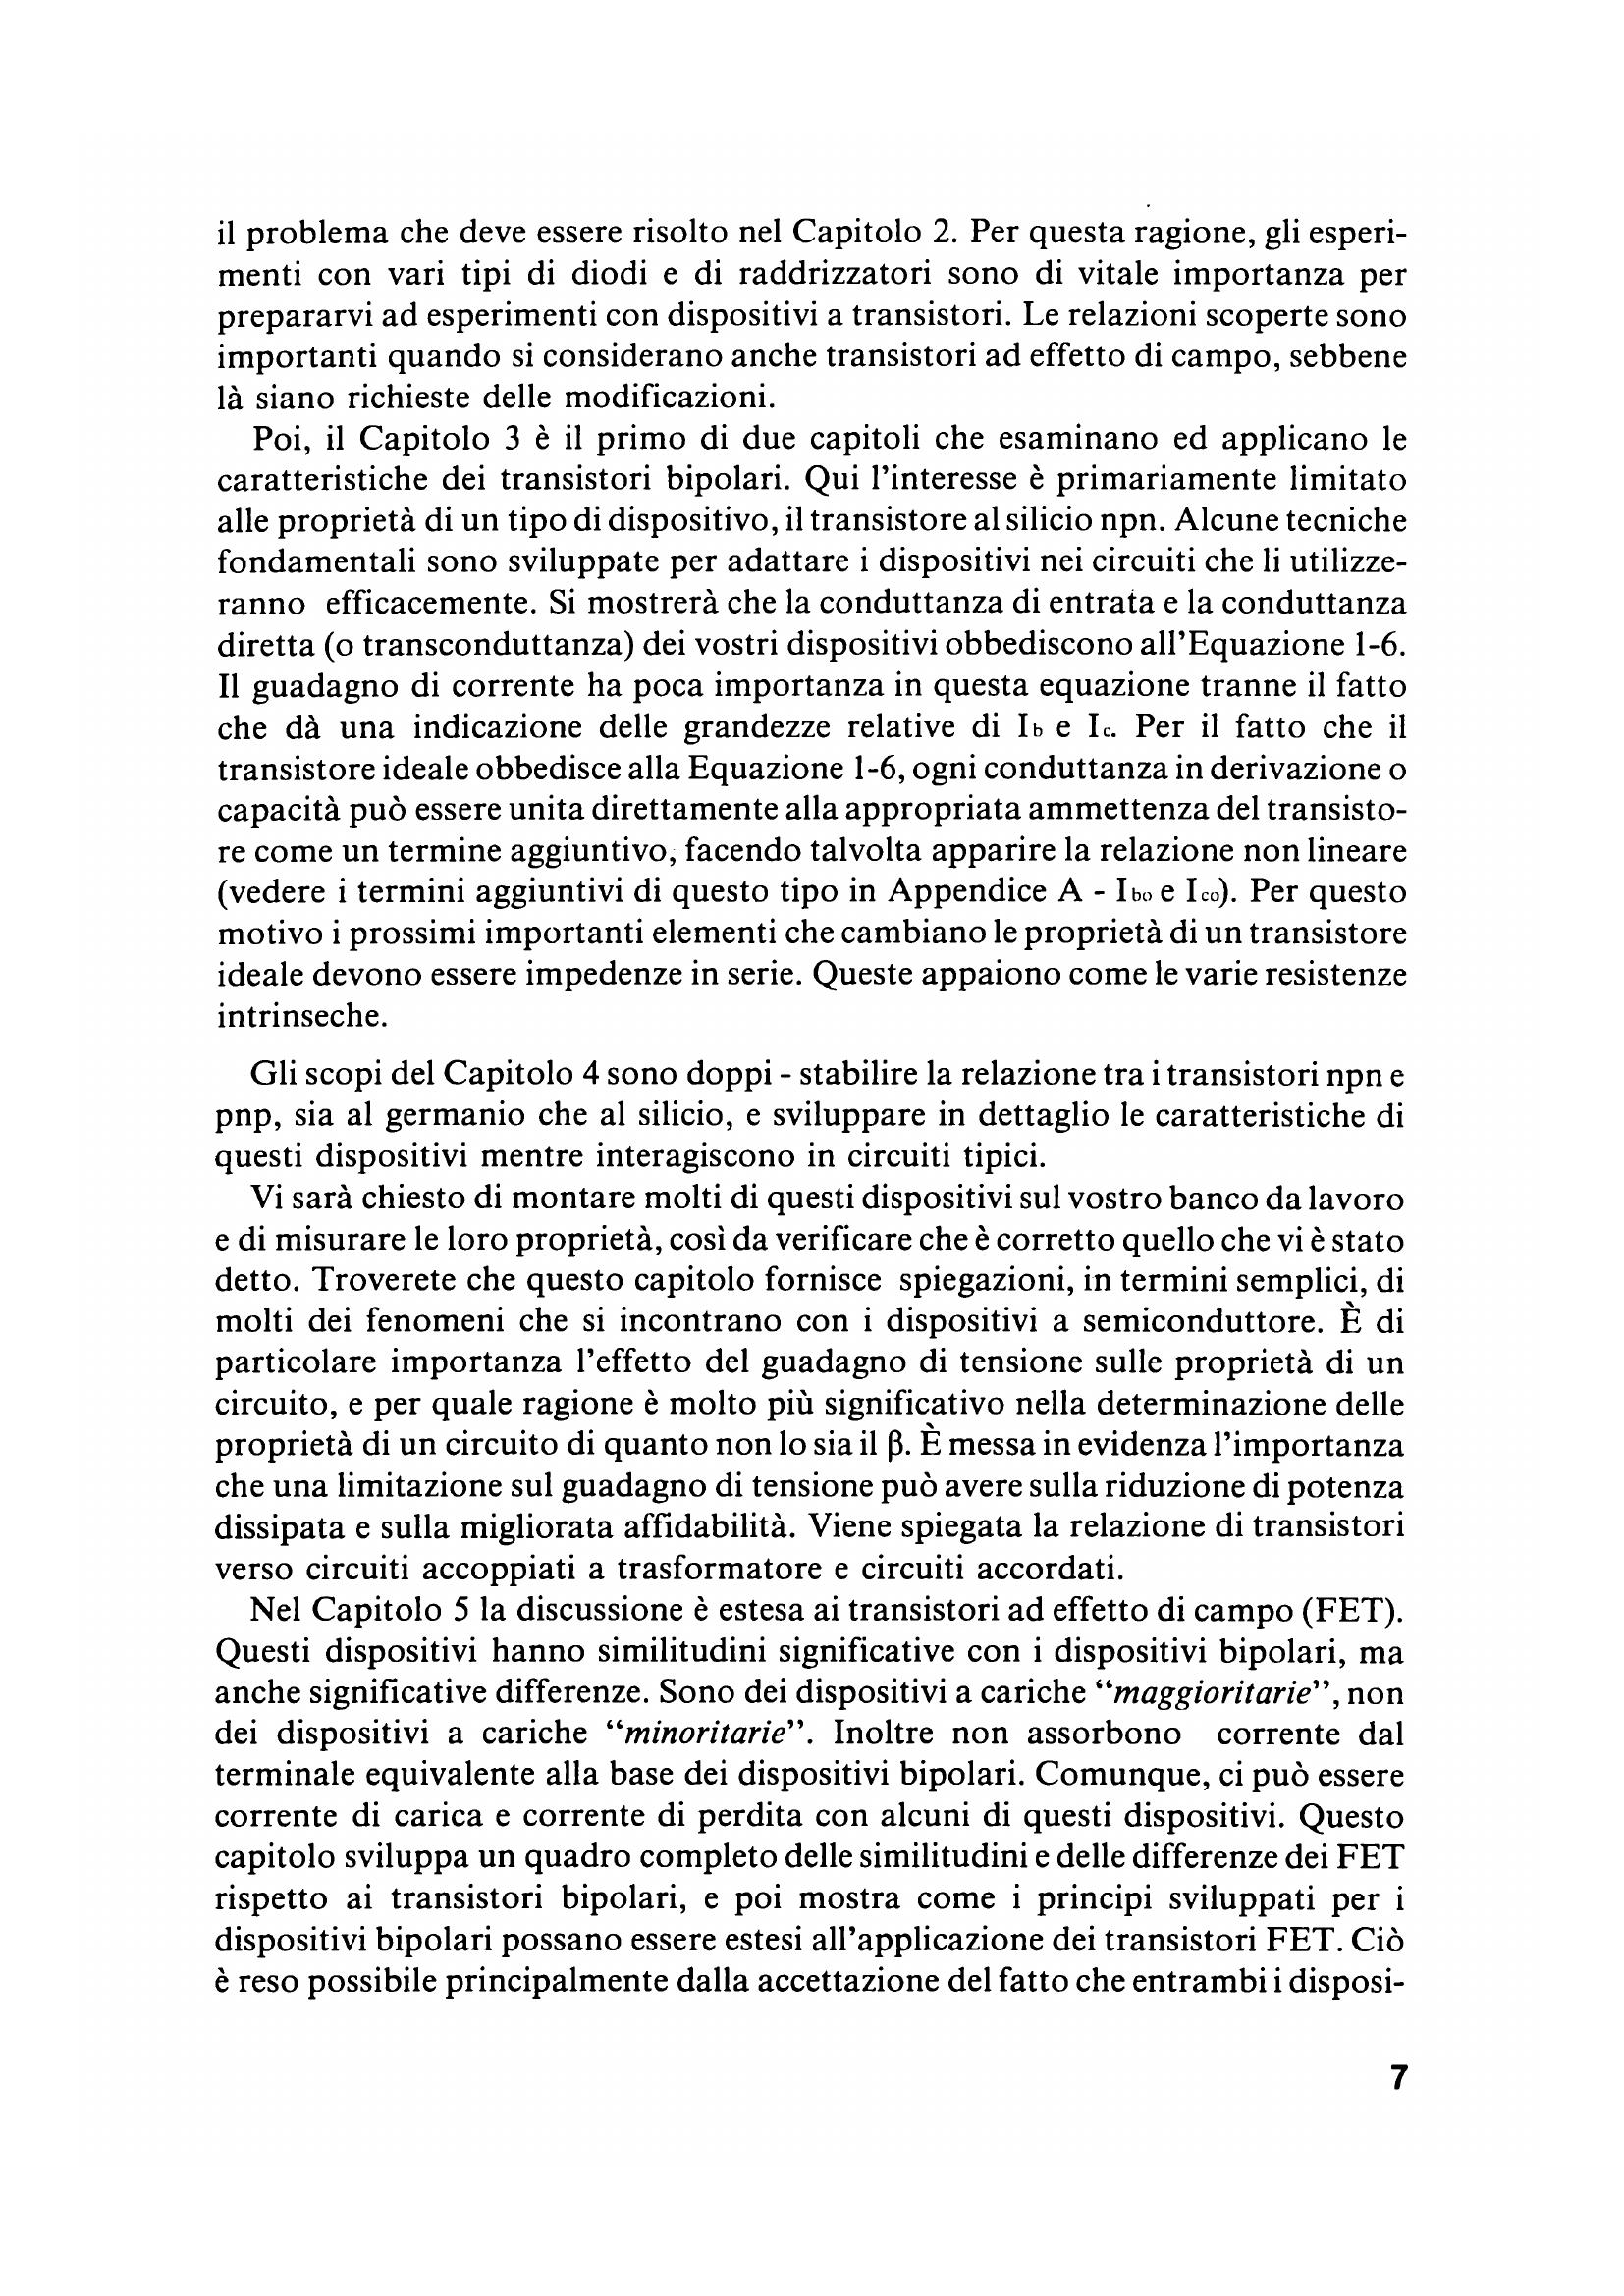 il problema che deve essere risolto nel Capitolo 2. Per questa ragione, gli esperi-
menti con vari tipi di diodi e di raddrizzatori sono di vitale importanza per
prepararvi ad esperimenti con dispositivi a transistori. Le relazioni scoperte sono
importanti quando si considerano anche transistori ad effetto di campo, sebbene
là siano richieste delle modificazioni.
Poi, il Capitolo 3 è il primo di due capitoli che esaminano ed applicano le
caratteristiche dei transistori bipolari. Qui l'interesse è primariamente limitato
alle proprietà di un tipo di dispositivo, il transistore al silicio npn. Alcune tecniche
fondamentali sono sviluppate per adattare i dispositivi nei circuiti che li utilizze-
ranno efficacemente. Si mostrerà che la conduttanza di entrata e la conduttanza
diretta (o transconduttanza) dei vostri dispositivi obbediscono all'Equazione 1-6.
Il guadagno di corrente ha poca importanza in questa equazione tranne il fatto
che dà una indicazione delle grandezze relative di Ib e Ic. Per il fatto che il
transistore ideale obbedisce alla Equazione 1-6, ogni conduttanza in derivazione o
capacità può essere unita direttamente alla appropriata ammettenza del transisto-
re come un termine aggiuntivo, facendo talvolta apparire la relazione non lineare
(vedere i termini aggiuntivi di questo tipo in Appendice A - Ibo e Ico). Per questo
motivo i prossimi importanti elementi che cambiano le proprietà di un transistore
ideale devono essere impedenze in serie. Queste appaiono come le varie resistenze
intrinseche.
Gli scopi del Capitolo 4 sono doppi - stabilire la relazione tra i transistori npn e
pnp, sia al germanio che al silicio, e sviluppare in dettaglio le caratteristiche di
questi dispositivi mentre interagiscono in circuiti tipici.
Vi sarà chiesto di montare molti di questi dispositivi sul vostro banco da lavoro
e di misurare le loro proprietà, così da verificare che è corretto quello che vi è stato
detto. Troverete che questo capitolo fornisce spiegazioni, in termini semplici, di
molti dei fenomeni che si incontrano con i dispositivi a semiconduttore. È di
particolare importanza l'effetto del guadagno di tensione sulle proprietà di un
circuito, e per quale ragione è molto più significativo nella determinazione delle
proprietà di un circuito di quanto non lo sia il β. È messa in evidenza l'importanza
che una limitazione sul guadagno di tensione può avere sulla riduzione di potenza
dissipata e sulla migliorata affidabilità. Viene spiegata la relazione di transistori
verso circuiti accoppiati a trasformatore e circuiti accordati.
Nel Capitolo 5 la discussione è estesa ai transistori ad effetto di campo (FET).
Questi dispositivi hanno similitudini significative con i dispositivi bipolari, ma
anche significative differenze. Sono dei dispositivi a cariche “maggioritarie”, non
dei dispositivi a cariche “minoritarie”. Inoltre non assorbono corrente dal
terminale equivalente alla base dei dispositivi bipolari. Comunque, ci può essere
corrente di carica e corrente di perdita con alcuni di questi dispositivi. Questo
capitolo sviluppa un quadro completo delle similitudini e delle differenze dei FET
rispetto ai transistori bipolari, e poi mostra come i principi sviluppati per i
dispositivi bipolari possano essere estesi all'applicazione dei transistori FET. Ciò
è reso possibile principalmente dalla accettazione del fatto che entrambi i disposi-
7